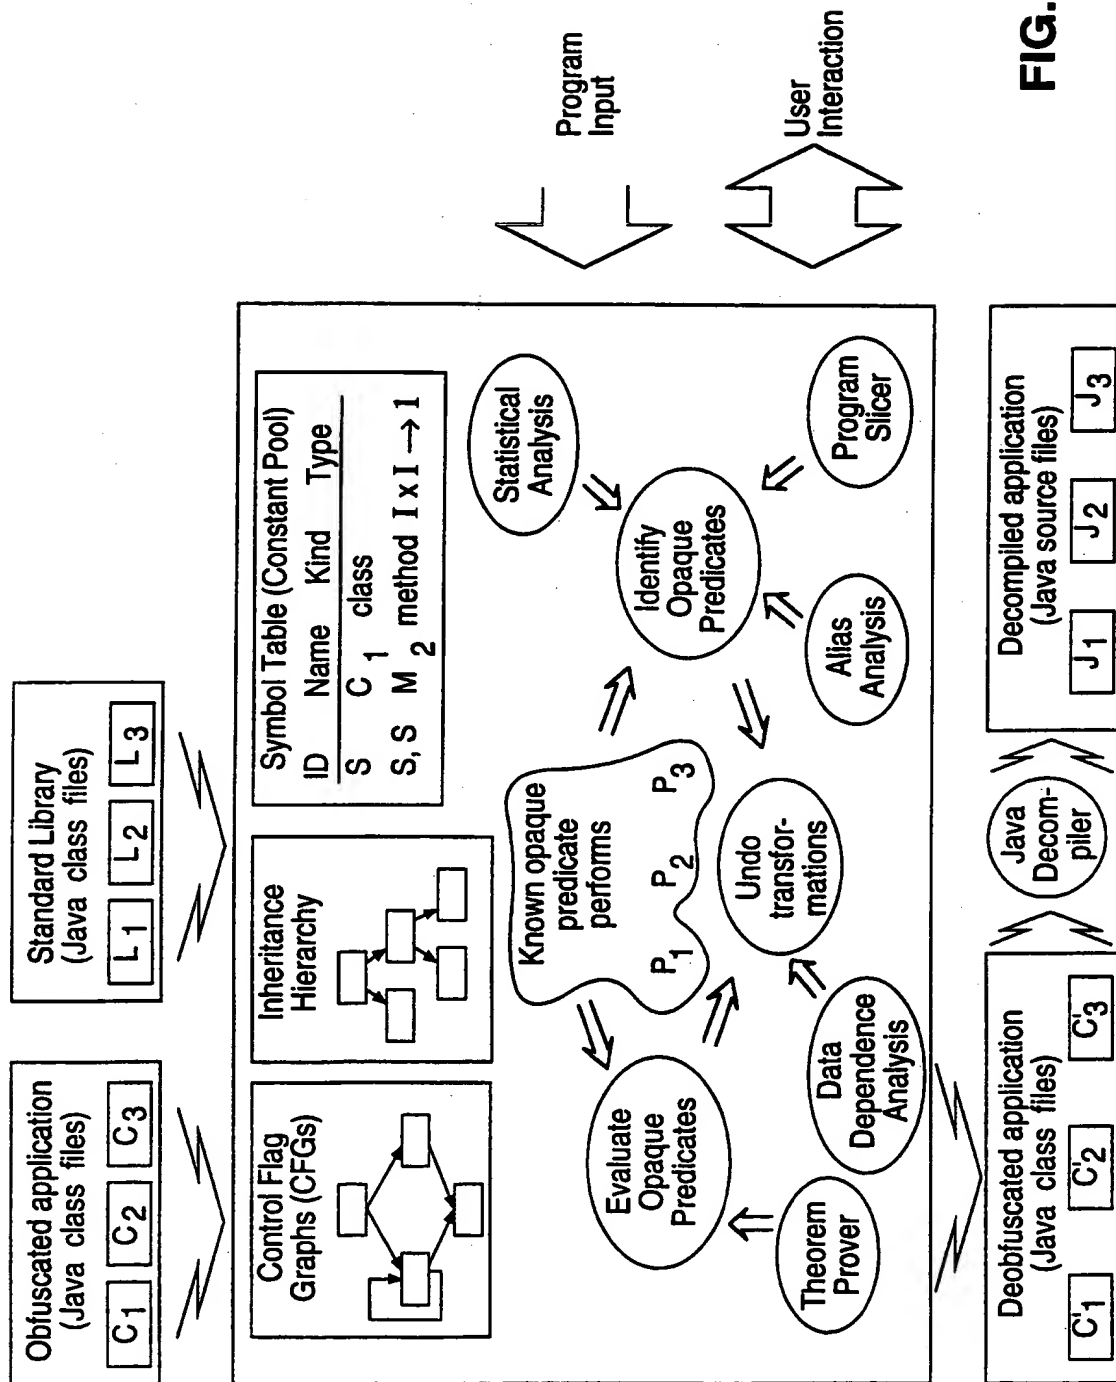 Obfuscated application
(Java class files)
C1 C2 C3
Standard Library
(Java class files)
L1 L2 L3
Control Flag
Graphs (CFGs)
Inheritance
Hierarchy
Symbol Table (Constant Pool)
ID Name Kind Type
S C1 class
S, S M2 method I x I → 1
Known opaque
predicate
performs
P1 P2 P3
Statistical
Analysis
Evaluate
Opaque
Predicates
Identify
Opaque
Predicates
Undo
transfor-
mations
Theorem
Prover
Data
Dependence
Analysis
Alias
Analysis
Program
Slicer
Program
Input
User
Interaction
Deobfuscated application
(Java class files)
C'1 C'2 C'3
Java
Decom-
piler
Decompiled application
(Java source files)
J1 J2 J3
FIG.